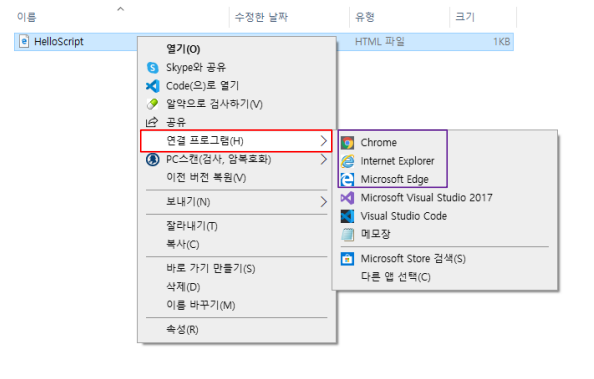 이름 수정한 날짜 유형 크기
HelloScript HTML 파일 1KB
열기(O)
Skype와 공유
Code(으)로 열기
알약으로 검사하기(V)
공유
연결 프로그램(H)
PC스캔(검사, 암복호화)
이전 버전 복원(V)
보내기(N)
잘라내기(T)
복사(C)
바로 가기 만들기(S)
삭제(D)
이름 바꾸기(M)
속성(R)
Chrome
Internet Explorer
Microsoft Edge
Microsoft Visual Studio 2017
Visual Studio Code
메모장
Microsoft Store 검색(S)
다른 앱 선택(C)